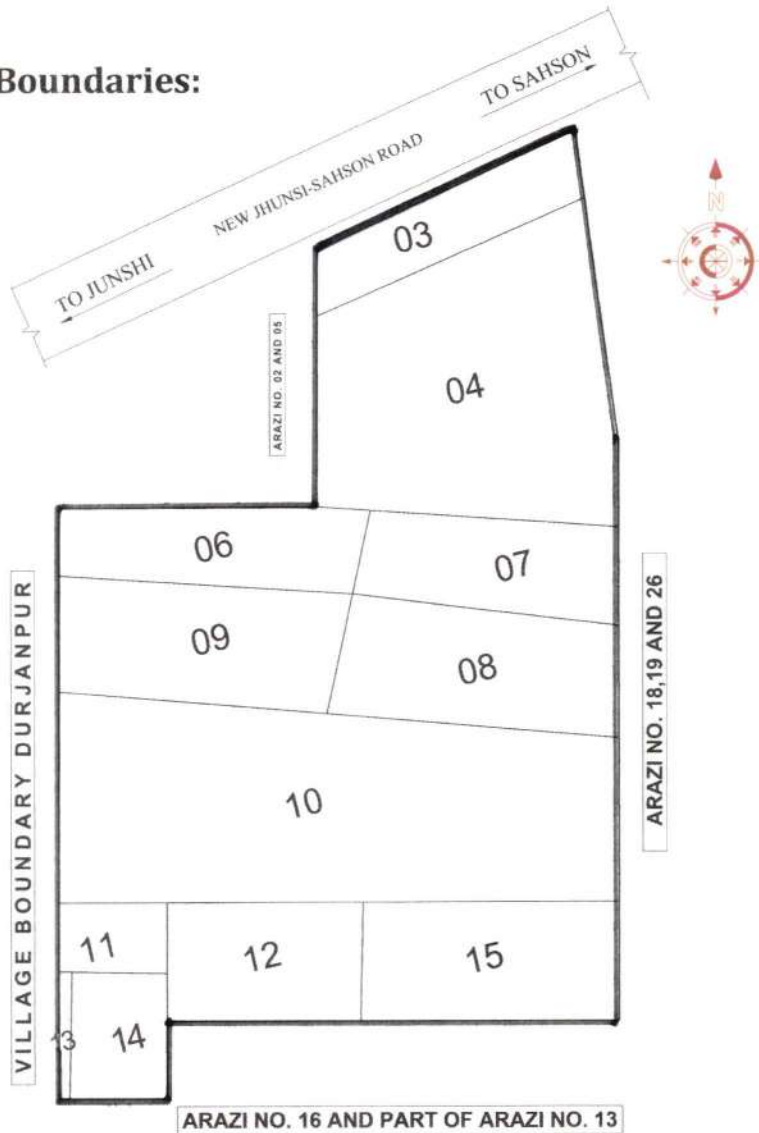 Boundaries:
TO SAHSON
NEW JHUNSI-SAHSON ROAD
TO JUNSHI
N
03
ARAZI NO. 02 AND 05
04
06
07
09
08
VILLAGE BOUNDARY DURJANPUR
ARAZI NO. 18,19 AND 26
10
11
12
15
13
14
ARAZI NO. 16 AND PART OF ARAZI NO. 13